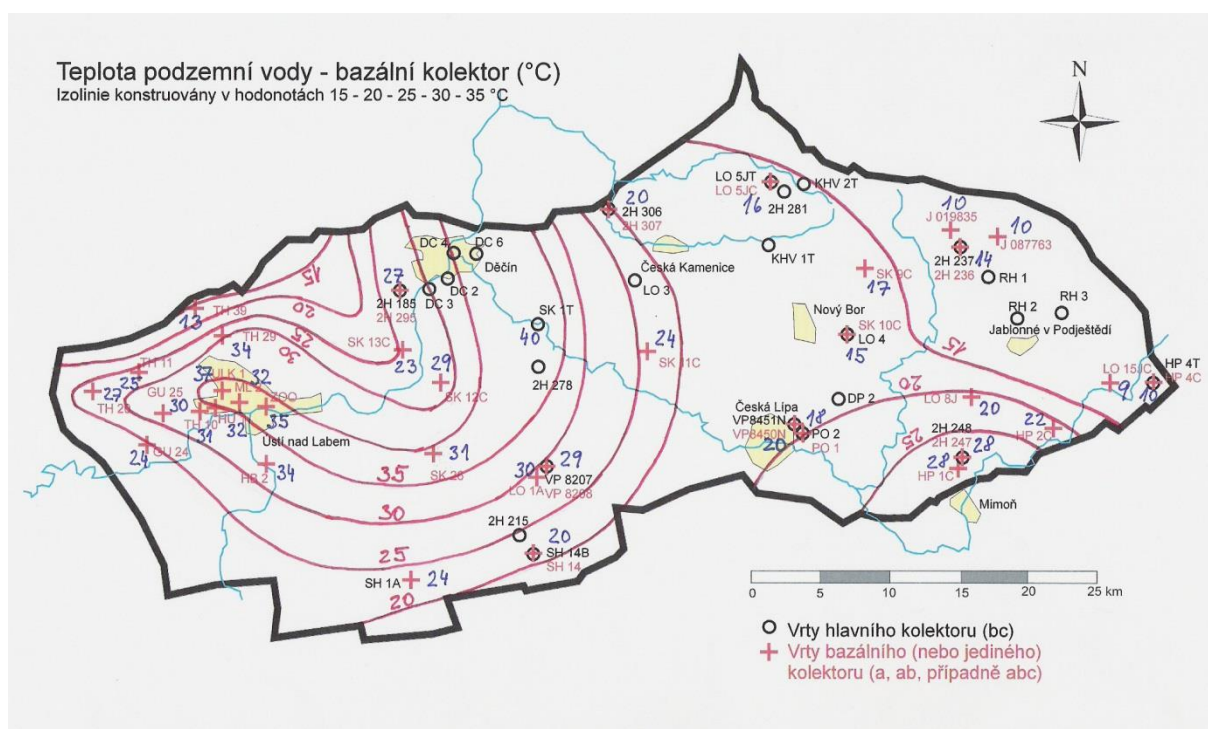 Teplota podzemní vody - bazální kolektor (°C)
Izolinie konstruovány v hodonotách 15 - 20 - 25 - 30 - 35 °C
N
LO 5JT
LO 5JC
16
KHV 2T
2H 281
20
2H 306
2H 307
10
J 019835
10
J 087763
DC 4
DC 6
Děčín
KHV 1T
2H 237
2H 236
14
RH 1
15
27
2H 185
2H 295
DC 3
DC 2
Česká Kamenice
LO 3
SK 9C
17
20
TH 39
13
SK 1T
40
Nový Bor
RH 2
RH 3
Jablonné v Podještědí
25
TH 29
34
SK 10C
LO 4
15
15
30
SK 13C
23
24
SK 11C
TH 11
25
37
ÚLK 1
32
29
SK 12C
2H 278
20
LO 15JC
9
HP 4T
HP 4C
10
27
GU 25
30
ZOO
35
DP 2
LO 8J
20
TH 10
31
32
Ústí nad Labem
Česká Lípa
VP8451N
VP8450N
18
PO 2
PO 1
20
25
2H 248
2H 247
28
22
24
GU 24
HB 2
34
35
31
30
29
VP 8207
LO 1A
28
HP 1C
Mimoň
30
2H 215
25
20
SH 14B
SH 14
SH 1A
24
20
0
5
10
15
20
25 km
Vrty hlavního kolektoru (bc)
Vrty bazálního (nebo jediného)
kolektoru (a, ab, případně abc)